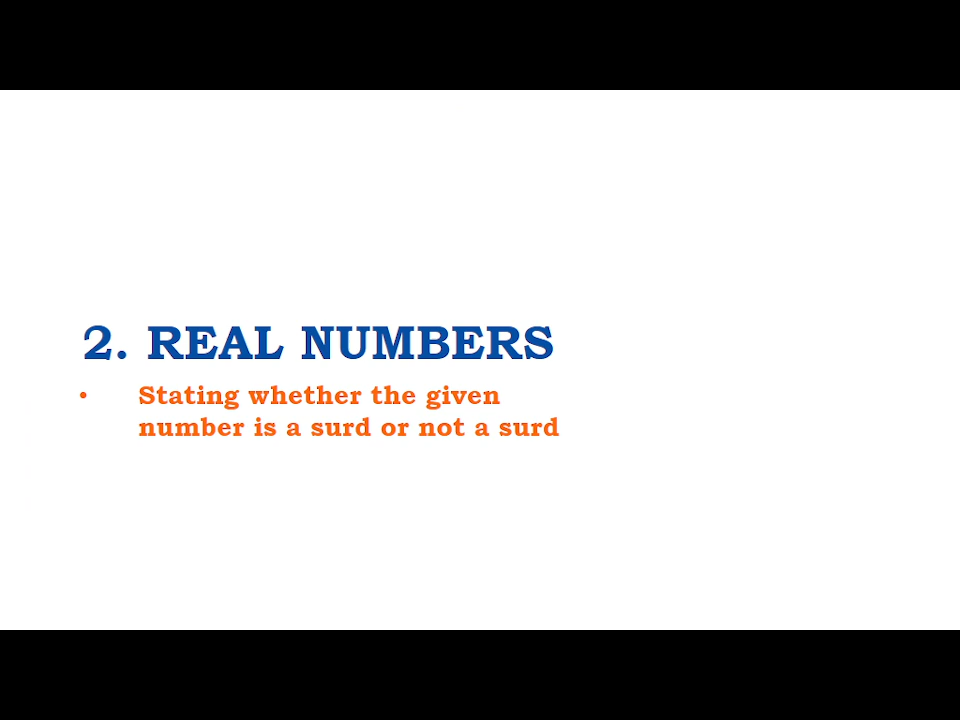 2. REAL NUMBERS
• Stating whether the given
number is a surd or not a surd